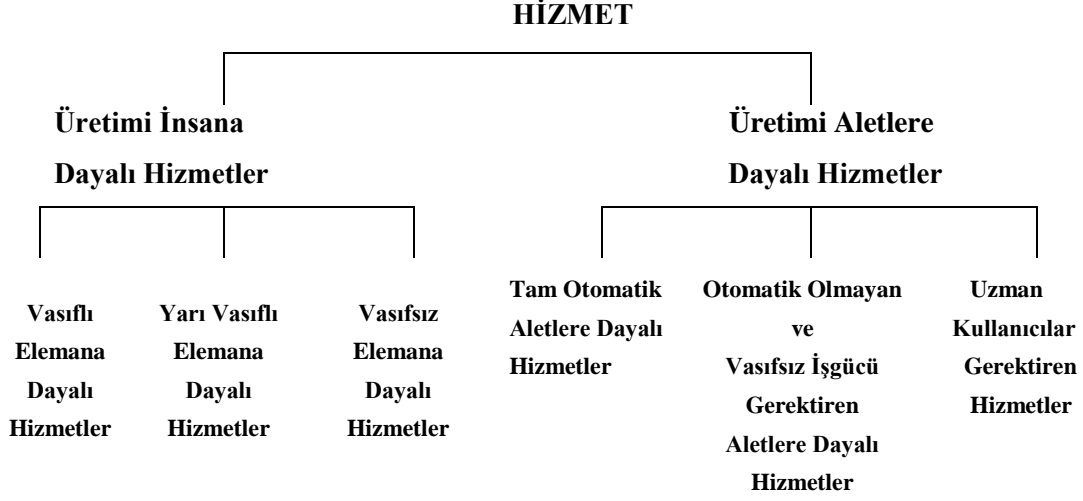 HİZMET
Üretimi İnsana
Dayalı Hizmetler
Üretimi Aletlere
Dayalı Hizmetler
Vasıflı
Elemana
Dayalı
Hizmetler
Yarı Vasıflı
Elemana
Dayalı
Hizmetler
Vasıfsız
Elemana
Dayalı
Hizmetler
Tam Otomatik
Aletlere Dayalı
Hizmetler
Otomatik Olmayan
ve
Vasıfsız İşgücü
Gerektiren
Aletlere Dayalı
Hizmetler
Uzman
Kullanıcılar
Gerektiren
Hizmetler